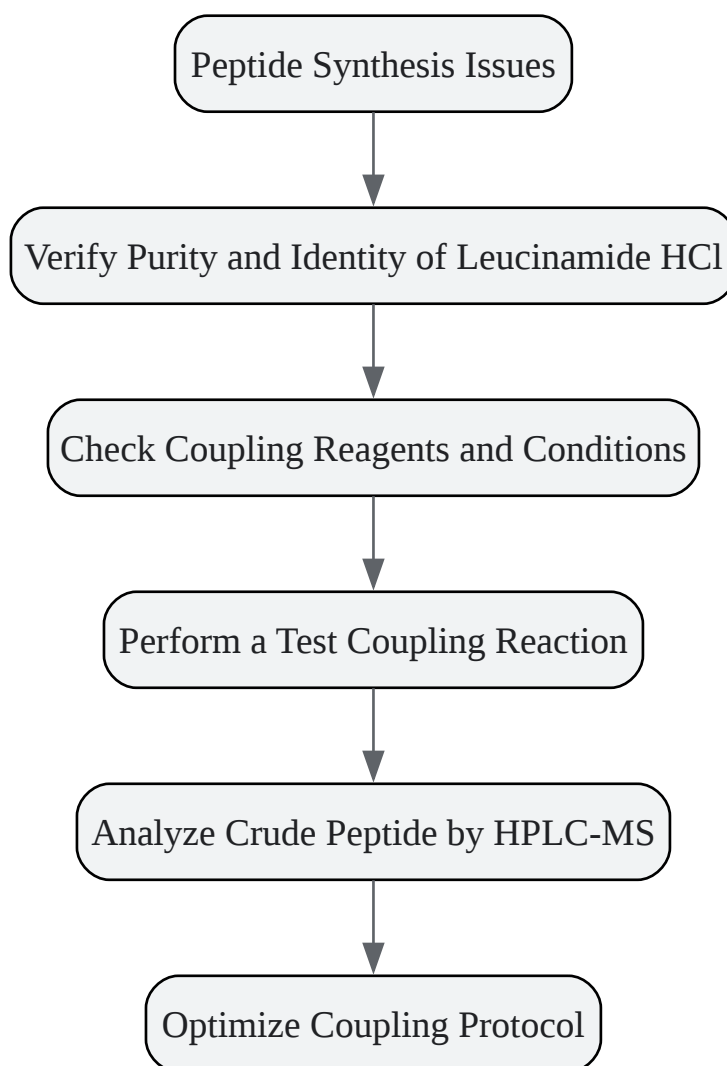 Peptide Synthesis Issues
Verify Purity and Identity of Leucinamide HCl
Check Coupling Reagents and Conditions
Perform a Test Coupling Reaction
Analyze Crude Peptide by HPLC-MS
Optimize Coupling Protocol